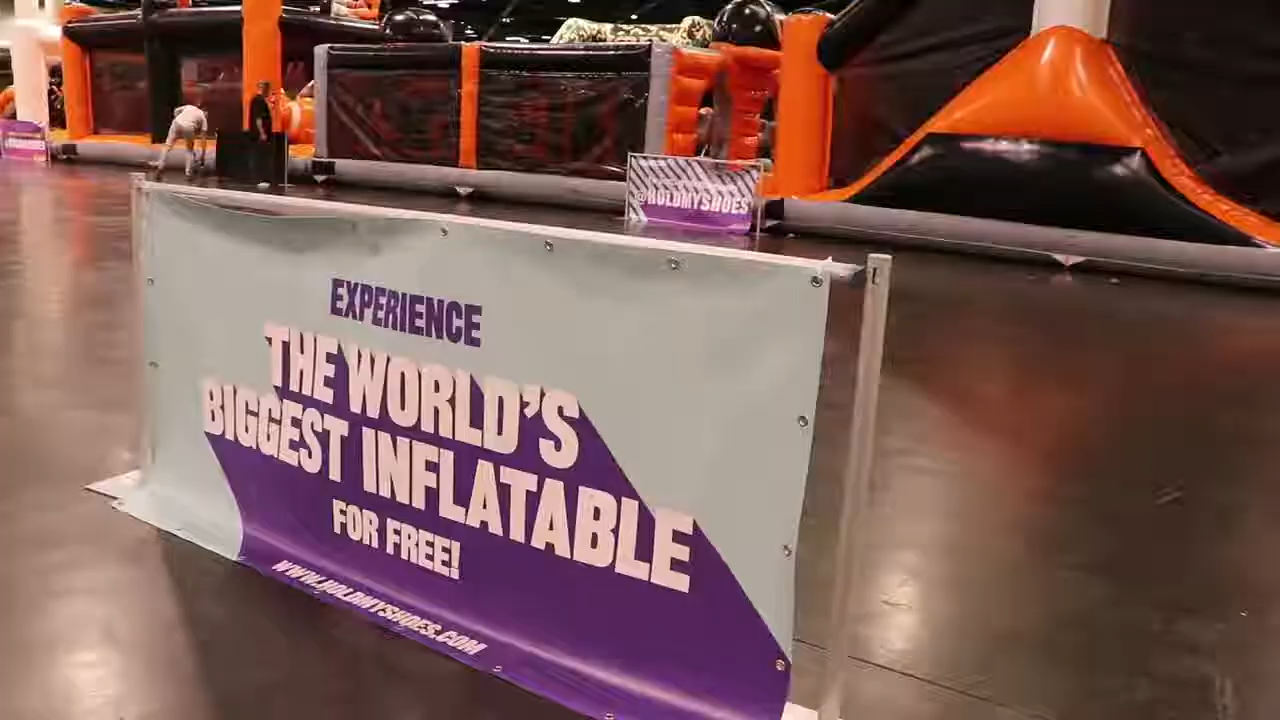 @HOLDMYSHOES
EXPERIENCE
THE WORLD'S
BIGGEST INFLATABLE
FOR FREE!
WWW.HOLDMYSHOES.COM